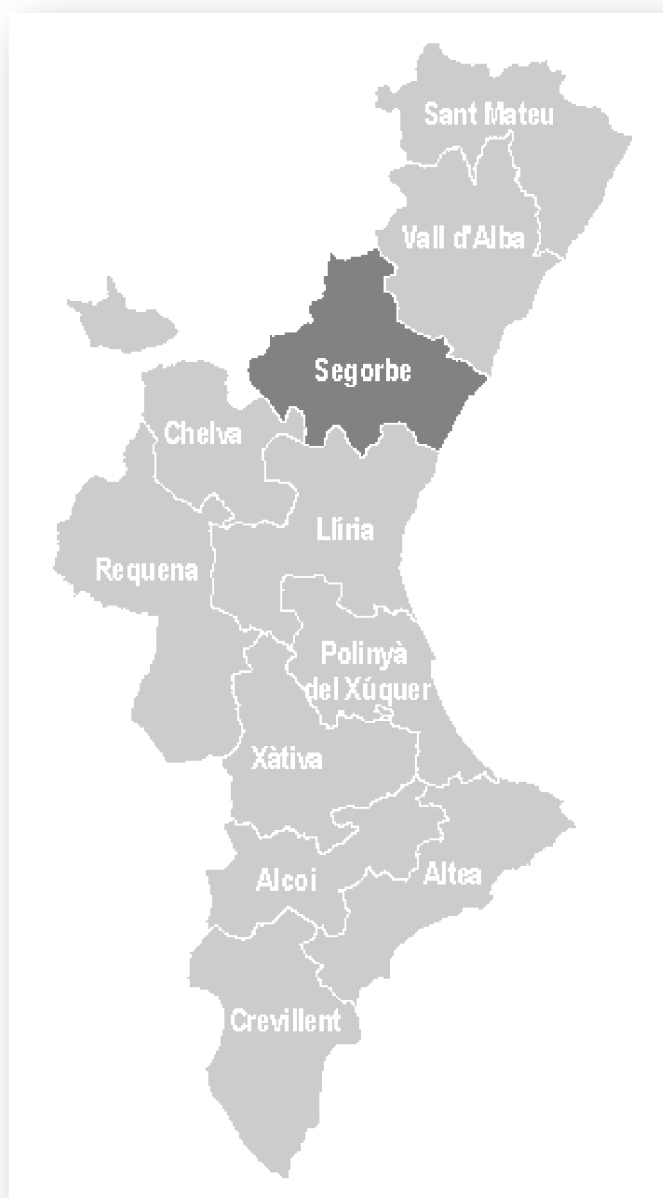 Sant Mateu
Vall d'Alba
Segorbe
Chelva
Llíria
Requena
Polinyà
del Xúquer
Xàtiva
Alcoi
Altea
Crevillent